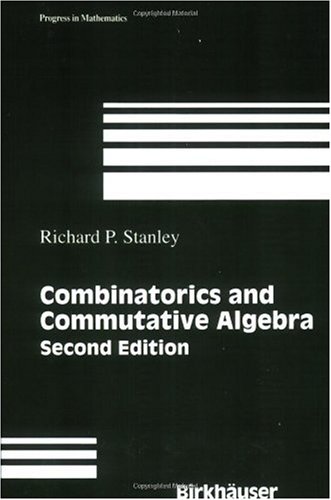 Progress in Mathematics
Richard P. Stanley
Combinatorics and
Commutative Algebra
Second Edition
Birkhäuser